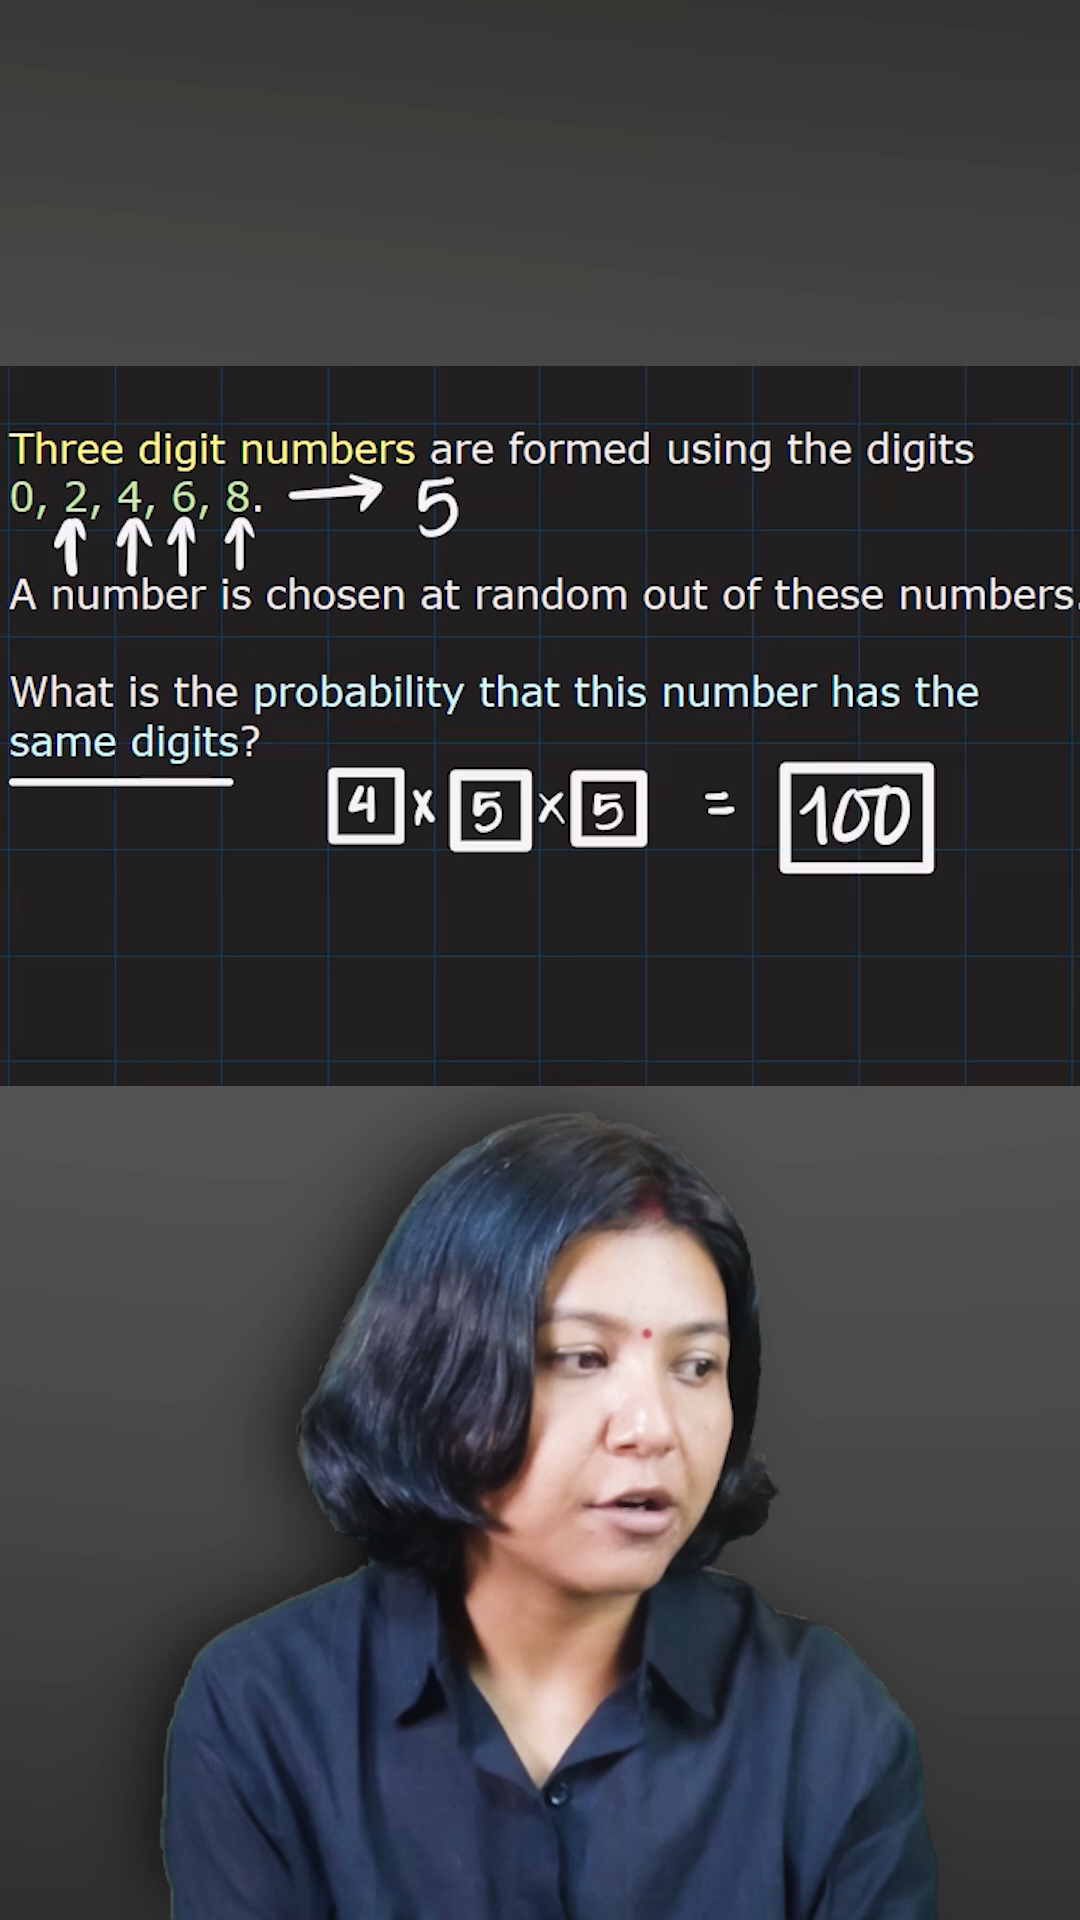 Three digit numbers are formed using the digits
0, 2, 4, 6, 8. → 5
A number is chosen at random out of these numbers.
What is the probability that this number has the
same digits?
4 x 5 x 5 = 100